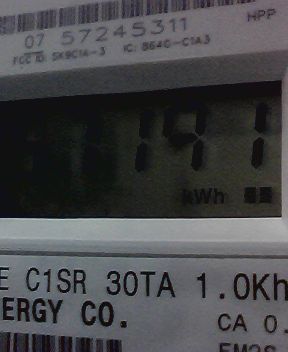 HPP
07 57245311
FCC ID: SK9C1A-3 IC: 864G-C1A3
1191
kWh
E C1SR 30TA 1.0Kh
ERGY CO.
CA 0.